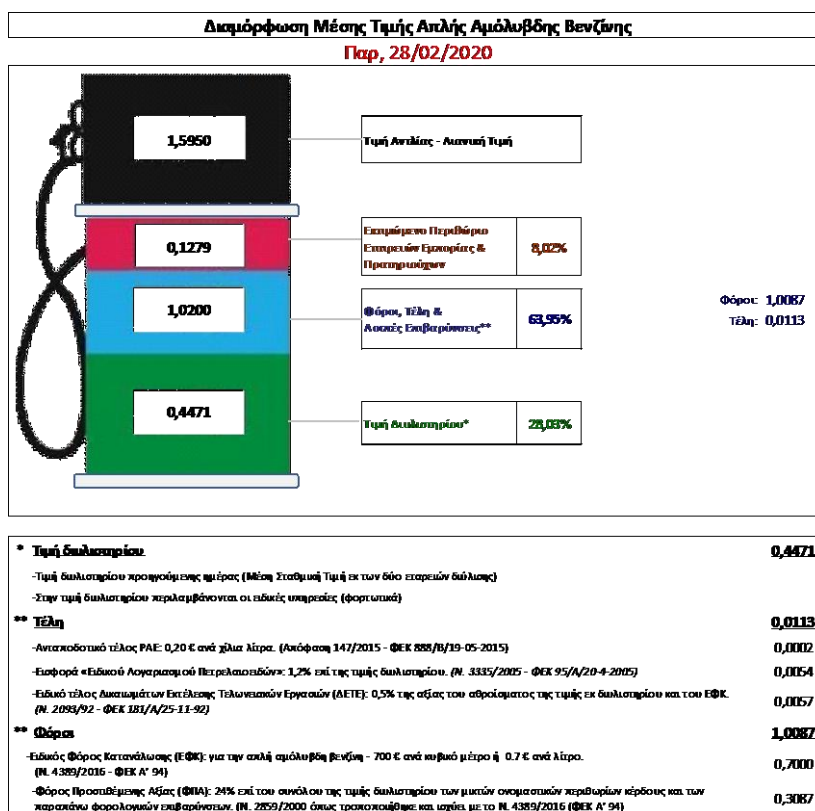 Διαμόρφωση Μέσης Τιμής Απλής Αμόλυβδης Βενζίνης
Παρ, 28/02/2020
1,5950
Τιμή Αντλίας - Λιανική Τιμή
0,1279
Εκτιμώμενο Περιθώριο
Εταιρειών Εμπορίας &
Πρατηριούχων
8,02%
1,0200
Φόροι, Τέλη &
Λοιπές Επιβαρύνσεις**
63,95%
Φόροι: 1,0087
Τέλη: 0,0113
0,4471
Τιμή Διυλιστηρίου*
28,03%
* Τιμή διυλιστηρίου 0,4471
-Τιμή διυλιστηρίου προηγούμενης ημέρας (Μέση Σταθμική Τιμή εκ των δύο εταρειών διύλισης)
-Στην τιμή διυλιστηρίου περιλαμβάνονται οι ειδικές υπηρεσίες (φορτωτικά)
** Τέλη 0,0113
-Ανταποδοτικό τέλος ΡΑΕ: 0,20 € ανά χίλια λίτρα. (Απόφαση 147/2015 - ΦΕΚ 888/Β/19-05-2015) 0,0002
-Εισφορά «Ειδικού Λογαριασμού Πετρελαιοειδών»: 1,2% επί της τιμής διυλιστηρίου. (Ν. 3335/2005 - ΦΕΚ 95/Α/20-4-2005) 0,0054
-Ειδικό τέλος Δικαιωμάτων Εκτέλεσης Τελωνειακών Εργασιών (ΔΕΤΕ): 0,5% της αξίας του αθροίσματος της τιμής εκ διυλιστηρίου και του ΕΦΚ.
(Ν. 2093/92 - ΦΕΚ 181/Α/25-11-92) 0,0057
** Φόροι 1,0087
-Ειδικός Φόρος Κατανάλωσης (ΕΦΚ): για την απλή αμόλυβδη βενζίνη - 700 € ανά κυβικό μέτρο ή 0.7 € ανά λίτρο.
(Ν. 4389/2016 - ΦΕΚ Α' 94) 0,7000
-Φόρος Προστιθέμενης Αξίας (ΦΠΑ): 24% επί του συνόλου της τιμής διυλιστηρίου των μικτών ονομαστικών περιθωρίων κέρδους και των
παραπάνω φορολογικών επιβαρύνσεων. (Ν. 2859/2000 όπως τροποποιήθηκε και ισχύει με το Ν. 4389/2016 (ΦΕΚ Α' 94) 0,3087